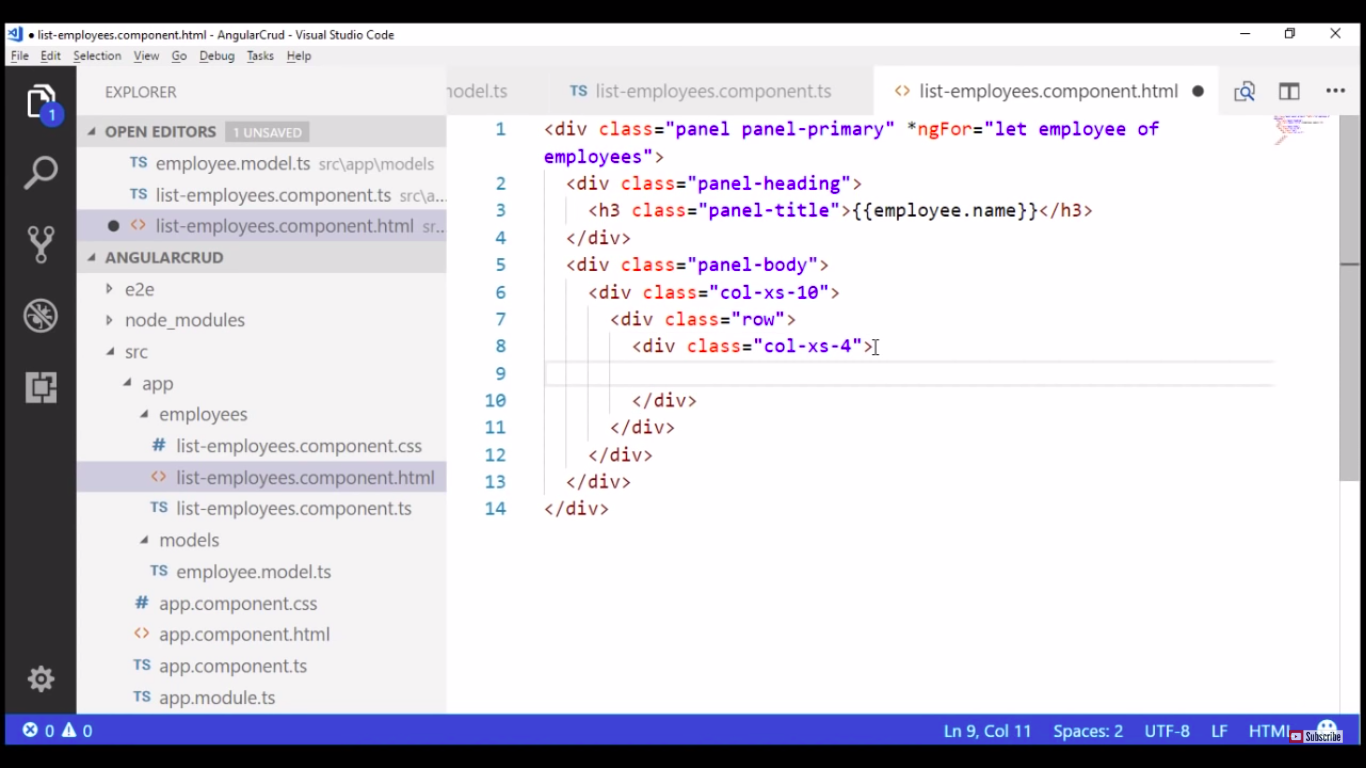 list-employees.component.html - AngularCrud - Visual Studio Code
File Edit Selection View Go Debug Tasks Help
EXPLORER
OPEN EDITORS 1 UNSAVED
TS employee.model.ts src\app\models
TS list-employees.component.ts src\a...
<> list-employees.component.html sr...
ANGULARCRUD
e2e
node_modules
src
app
employees
# list-employees.component.css
<> list-employees.component.html
TS list-employees.component.ts
models
TS employee.model.ts
# app.component.css
<> app.component.html
TS app.component.ts
TS app.module.ts
1
nodel.ts TS list-employees.component.ts <> list-employees.component.html
1 <div class="panel panel-primary" *ngFor="let employee of
employees">
2 <div class="panel-heading">
3 <h3 class="panel-title">{{employee.name}}</h3>
4 </div>
5 <div class="panel-body">
6 <div class="col-xs-10">
7 <div class="row">
8 <div class="col-xs-4">
9
10 </div>
11 </div>
12 </div>
13 </div>
14 </div>
0 0 Ln 9, Col 11 Spaces: 2 UTF-8 LF HTML
Subscribe